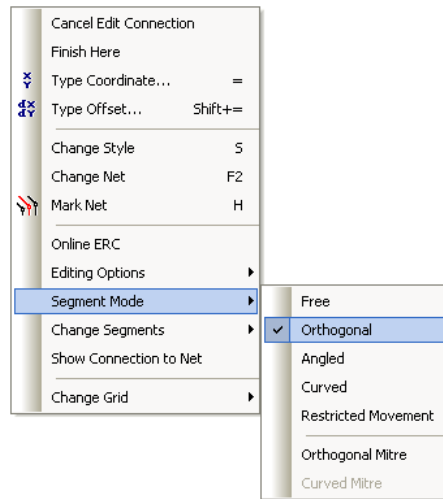 Cancel Edit Connection
Finish Here
Type Coordinate... =
Type Offset... Shift+=
Change Style S
Change Net F2
Mark Net H
Online ERC
Editing Options
Segment Mode
Change Segments
Show Connection to Net
Change Grid
Free
Orthogonal
Angled
Curved
Restricted Movement
Orthogonal Mitre
Curved Mitre